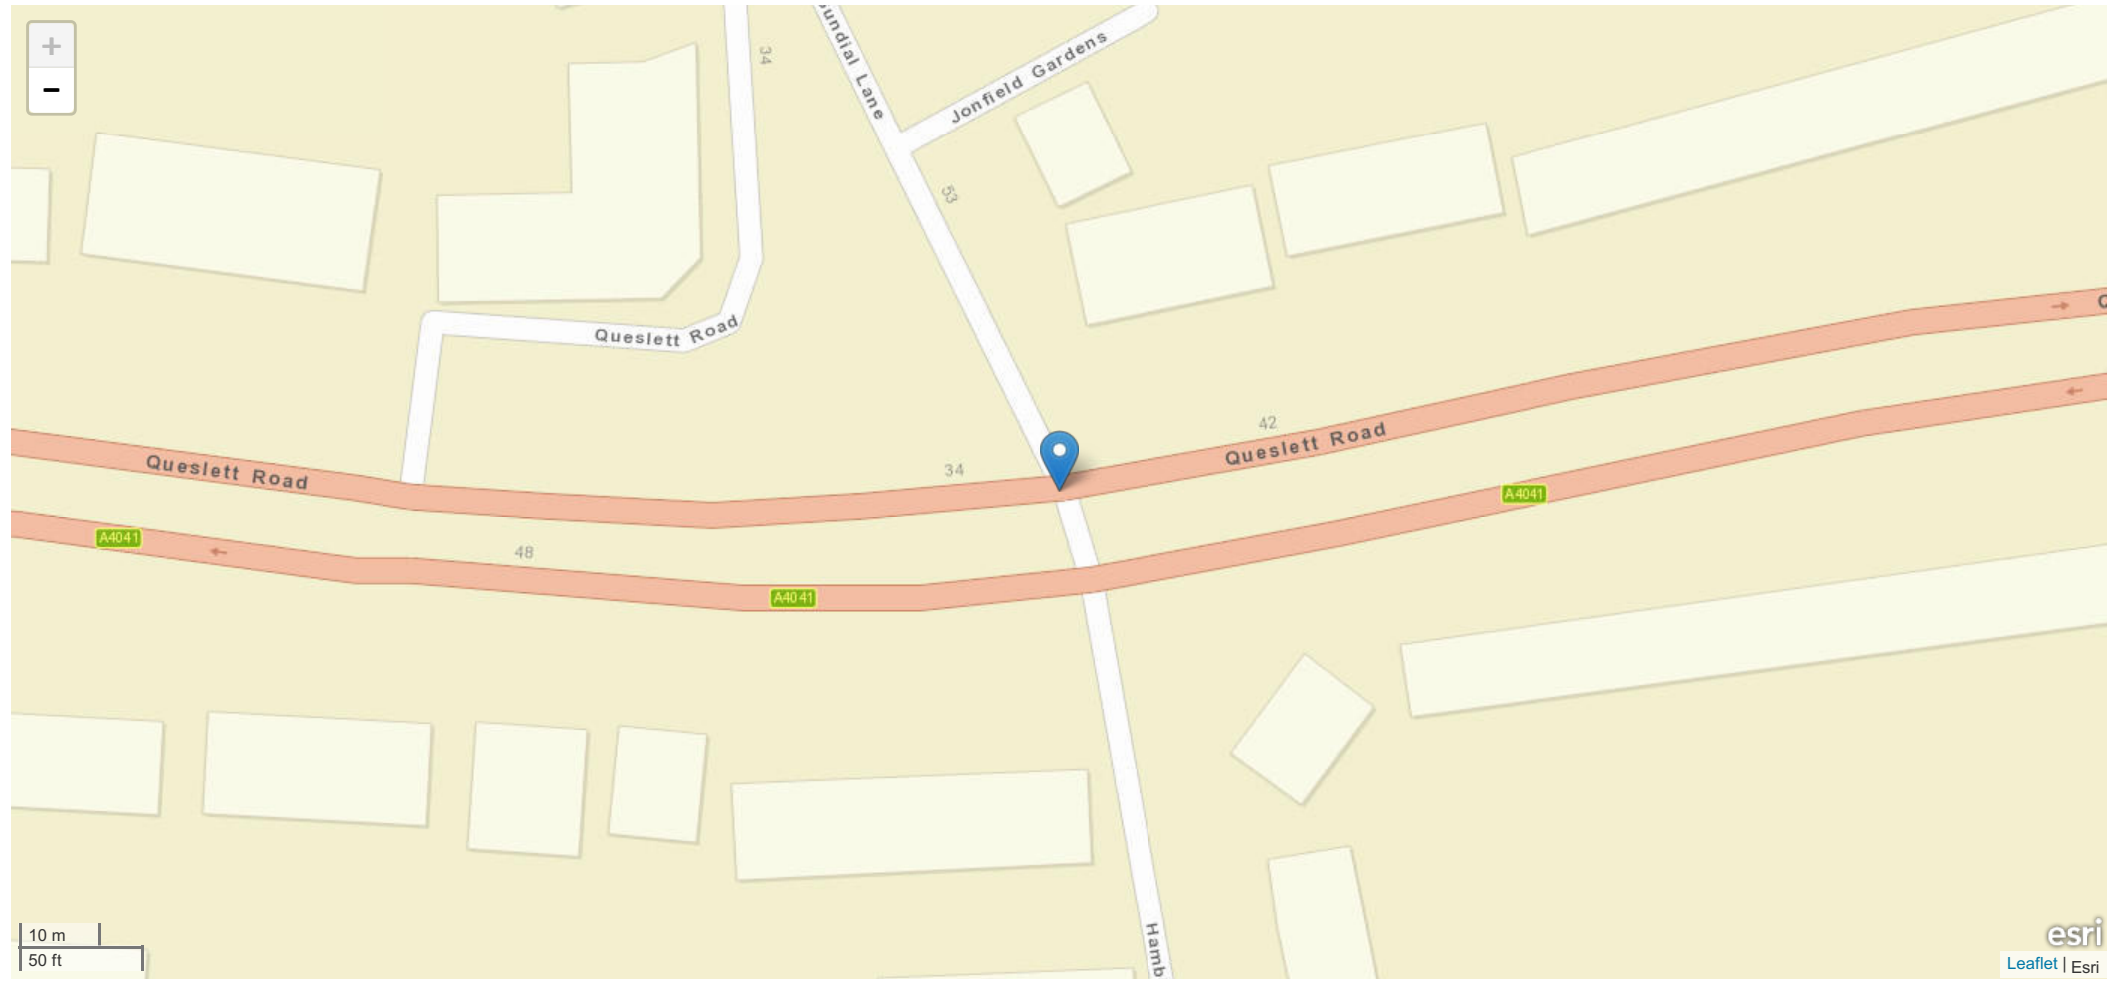 +
34
undial Lane
Jonfield Gardens
−
53
Queslett Road
Queslett Road
42
Queslett Road
34
A4041
A4041
48
A4041
Hamb
10 m
50 ft
esri
Leaflet | Esri